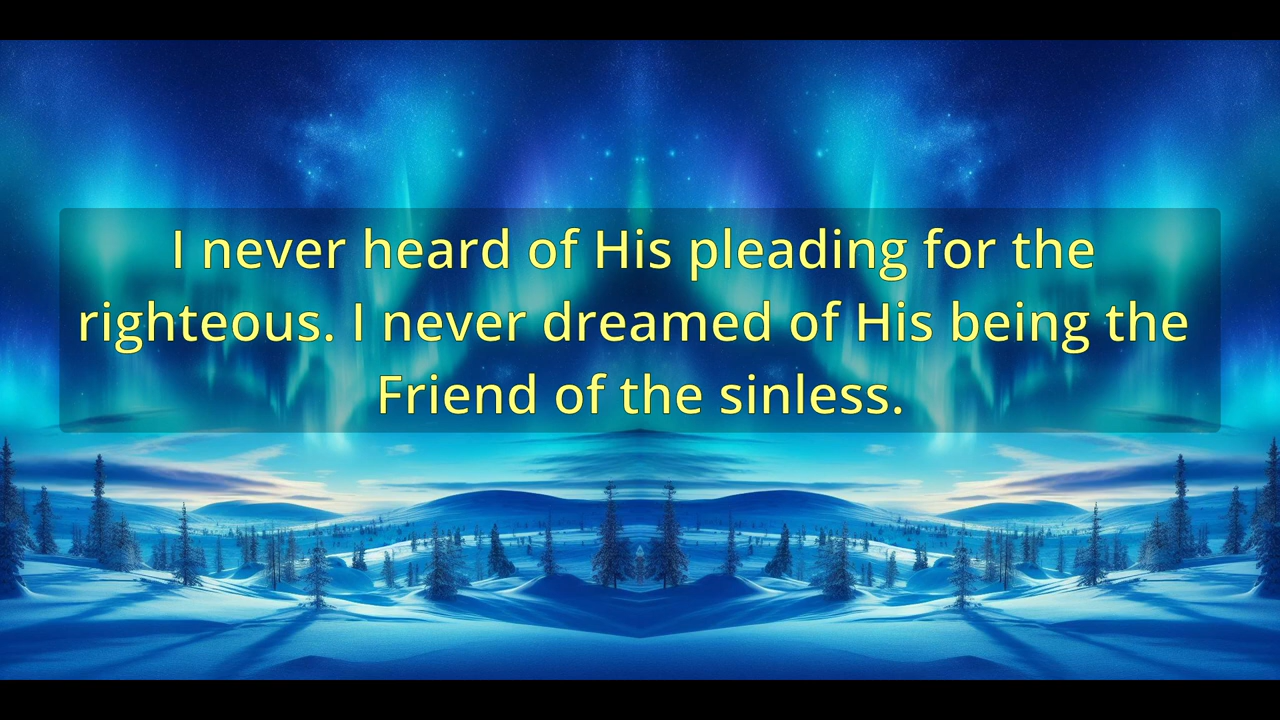 I never heard of His pleading for the
righteous. I never dreamed of His being the
Friend of the sinless.